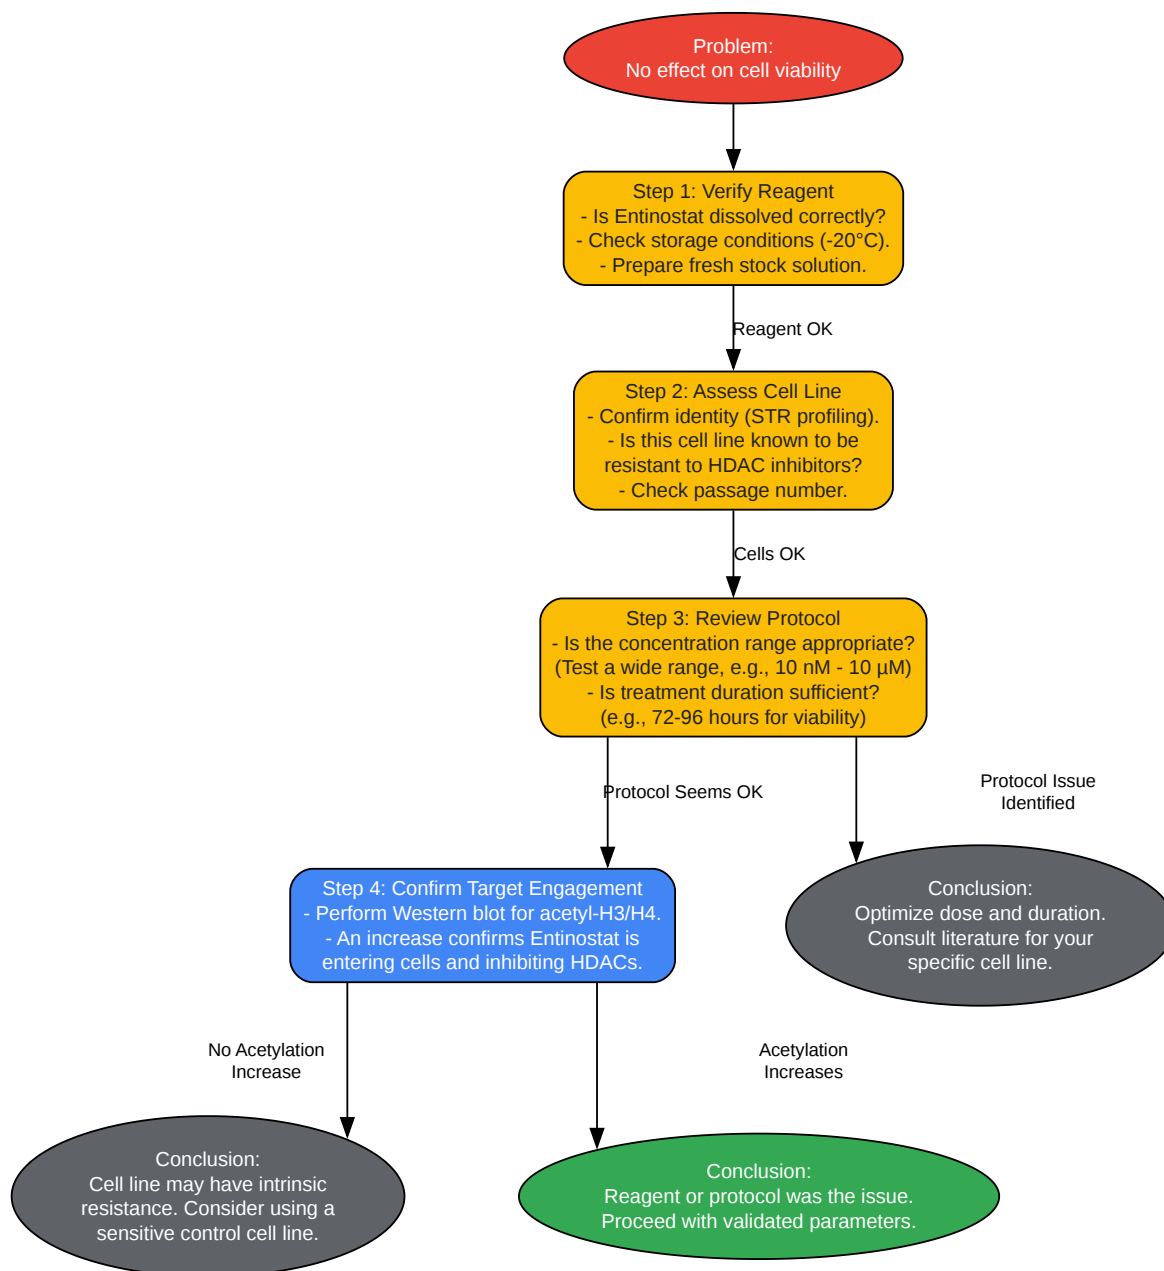 Problem:
No effect on cell viability
Step 1: Verify Reagent
- Is Entinostat dissolved correctly?
- Check storage conditions (-20°C).
- Prepare fresh stock solution.
Reagent OK
Step 2: Assess Cell Line
- Confirm identity (STR profiling).
- Is this cell line known to be
resistant to HDAC inhibitors?
- Check passage number.
Cells OK
Step 3: Review Protocol
- Is the concentration range appropriate?
(Test a wide range, e.g., 10 nM - 10 µM)
- Is treatment duration sufficient?
(e.g., 72-96 hours for viability)
Protocol Seems OK
Protocol Issue
Identified
Step 4: Confirm Target Engagement
- Perform Western blot for acetyl-H3/H4.
- An increase confirms Entinostat is
entering cells and inhibiting HDACs.
Conclusion:
Optimize dose and duration.
Consult literature for your
specific cell line.
No Acetylation
Increase
Acetylation
Increases
Conclusion:
Cell line may have intrinsic
resistance. Consider using a
sensitive control cell line.
Conclusion:
Reagent or protocol was the issue.
Proceed with validated parameters.